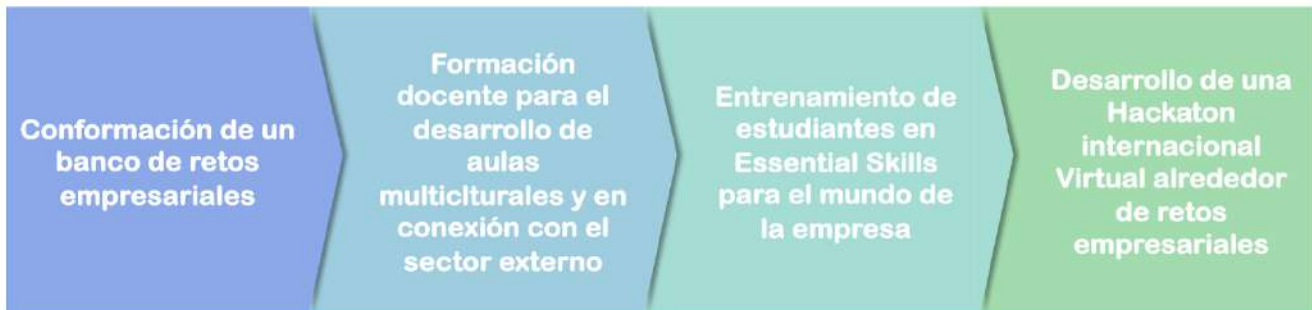 Conformación de un
banco de retos
empresariales
Formación
docente para el
desarrollo de
aulas
multiclturales y en
conexión con el
sector externo
Entrenamiento de
estudiantes en
Essential Skills
para el mundo de
la empresa
Desarrollo de una
Hackaton
internacional
Virtual alrededor
de retos
empresariales